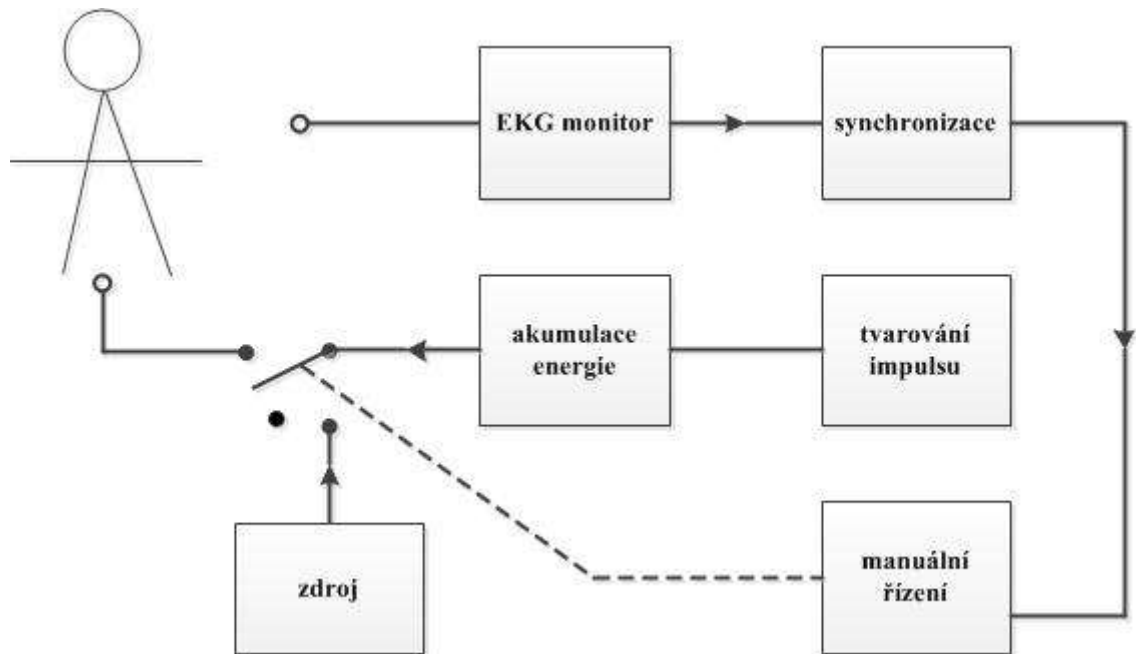 EKG monitor
synchronizace
akumulace
energie
tvarování
impulsu
zdroj
manuální
řízení